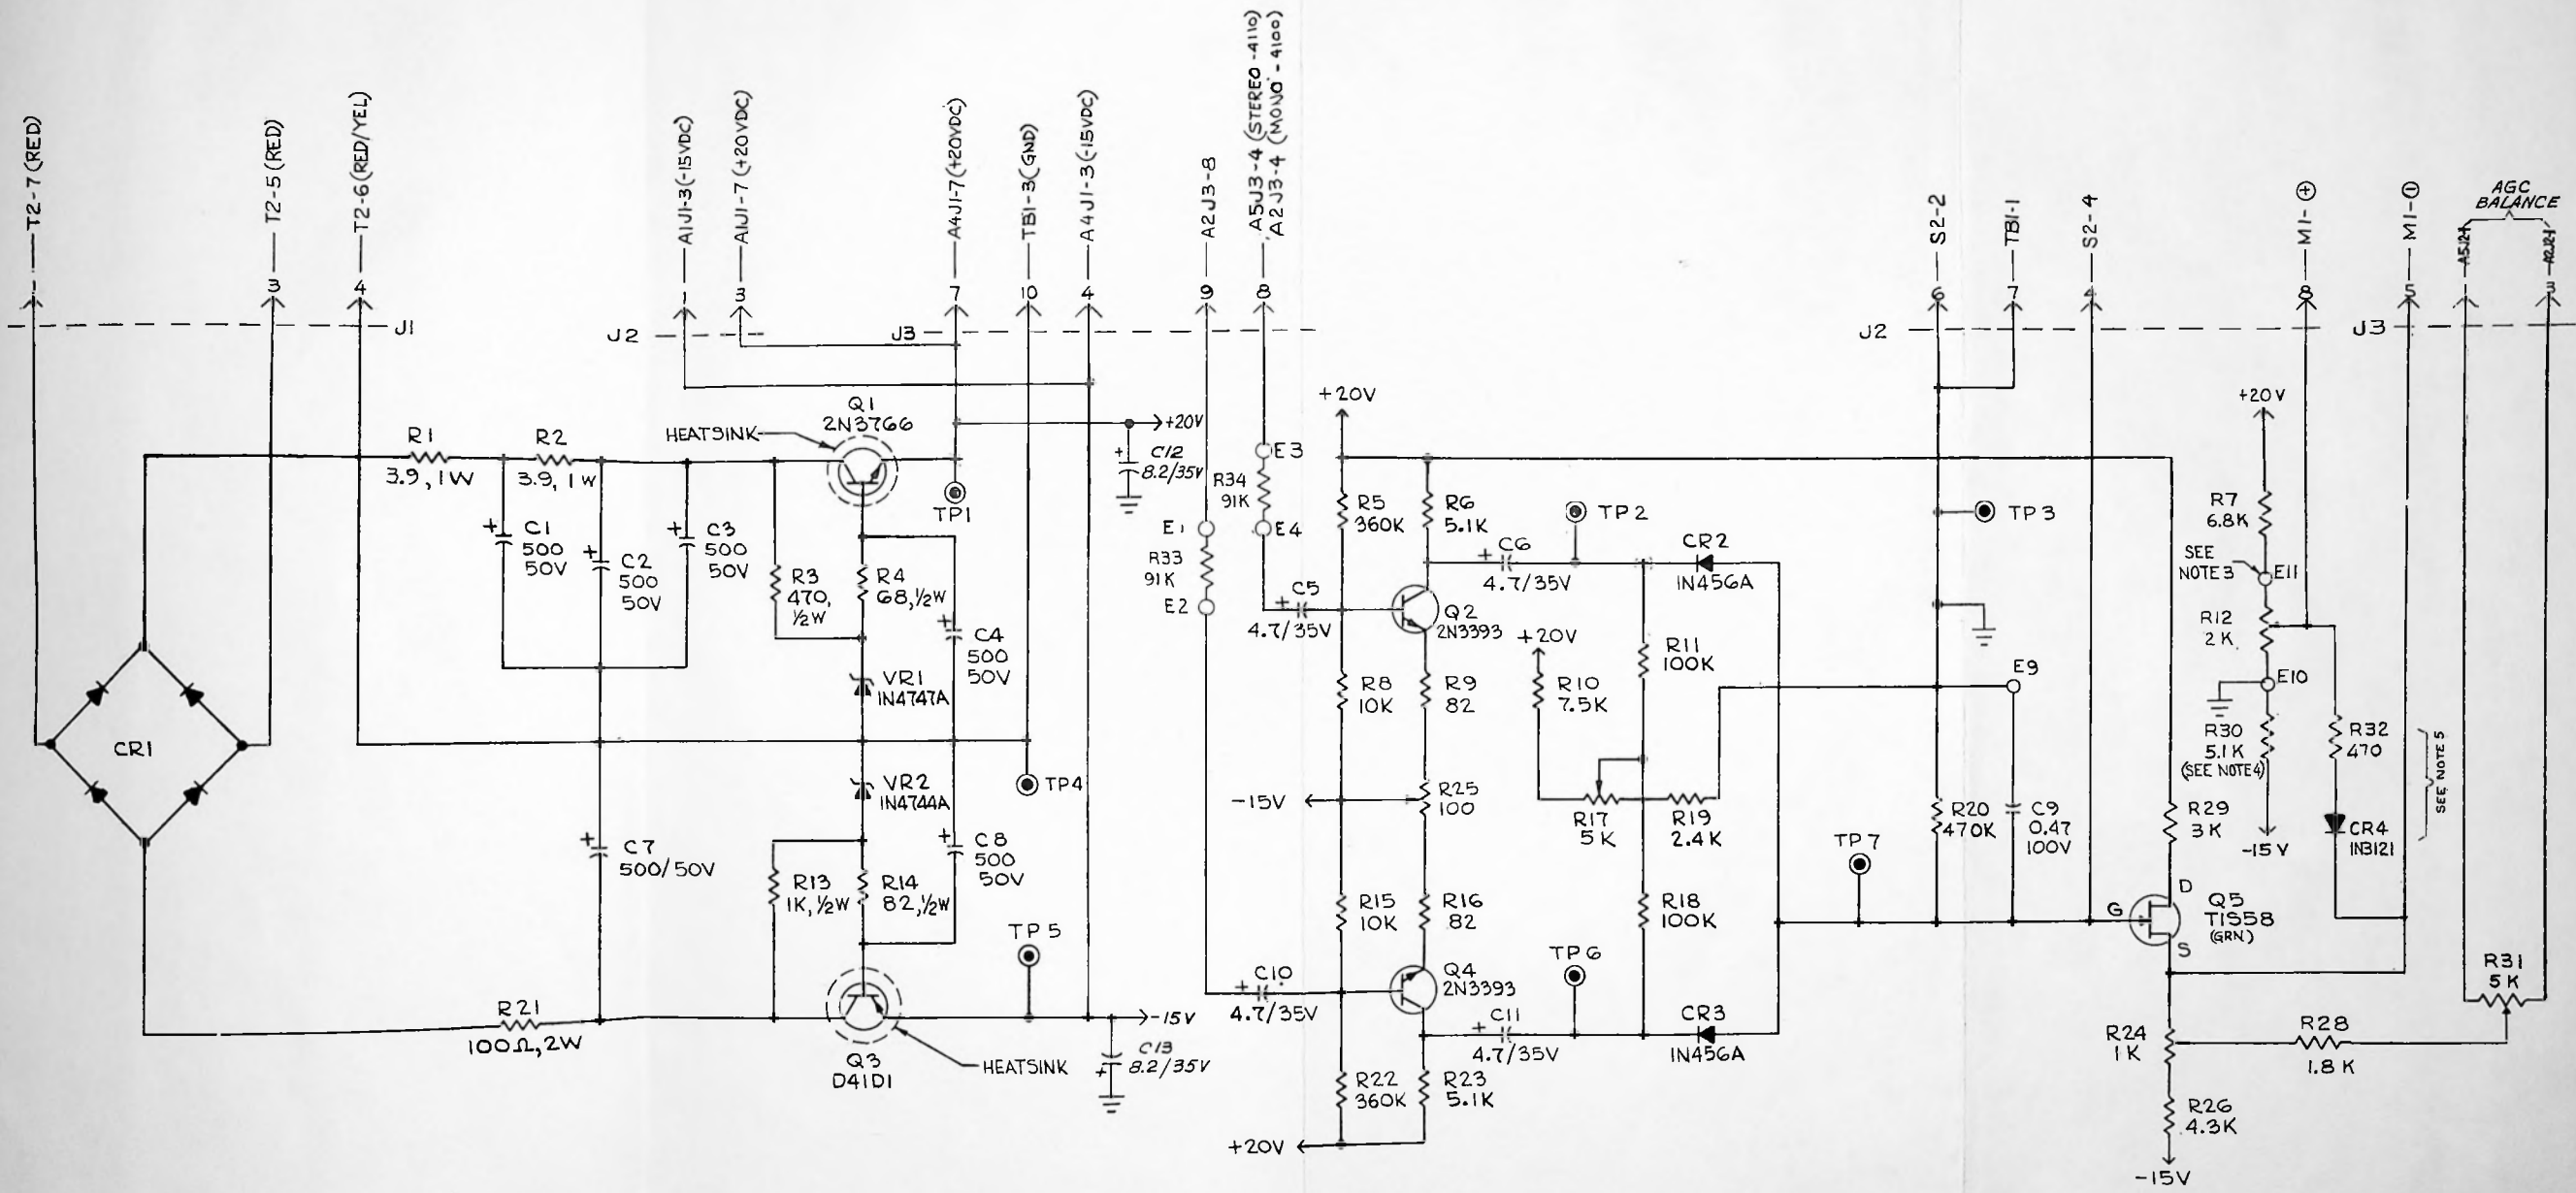 T2-7 (RED)
T2-5 (RED)
T2-6 (RED/YEL)
A1J1-3 (-15VDC)
A1J1-7 (+20VDC)
A4J1-7 (+20VDC)
TB1-3 (GND)
A4J1-3 (-15VDC)
A2J3-8
A5J3-4 (STEREO -4110)
A2J3-4 (MONO - 4100)
S2-2
TB1-1
S2-4
M1- +
M1- -
AGC
BALANCE
A5J2-1
A2J2-1
1
3
4
J1
1
3
J2
7
10
4
J3
9
8
6
7
4
8
J2
5
3
J3
R1
3.9, 1W
R2
3.9, 1W
HEATSINK
Q1
2N3766
TP1
+20V
C12
8.2/35V
+
C1
500
50V
+
C2
500
50V
+
C3
500
50V
+
R3
470,
½W
R4
68, ½W
C4
500
50V
+
VR1
IN4747A
CR1
VR2
IN4744A
TP4
C7
500/50V
+
R13
1K, ½W
R14
82, ½W
C8
500
50V
+
TP5
R21
100Ω, 2W
Q3
D41D1
HEATSINK
-15V
C13
8.2/35V
+
E1
R33
91K
E2
E3
R34
91K
E4
C5
4.7/35V
+
+20V
R5
360K
R6
5.1K
Q2
2N3393
C6
4.7/35V
+
TP2
CR2
IN456A
R8
10K
R9
82
+20V
R10
7.5K
R11
100K
-15V
R25
100
R17
5K
R19
2.4K
R15
10K
R16
82
R18
100K
C10
4.7/35V
+
Q4
2N3393
TP6
C11
4.7/35V
+
CR3
IN456A
R22
360K
R23
5.1K
+20V
TP3
E9
R20
470K
C9
0.47
100V
TP7
+20V
R7
6.8K
SEE
NOTE 3
E11
R12
2K
E10
R30
5.1K
(SEE NOTE 4)
-15V
R32
470
CR4
IN3121
SEE NOTE 5
R29
3K
D
G
S
Q5
TIS58
(GRN)
R31
5K
R24
1K
R28
1.8K
R26
4.3K
-15V